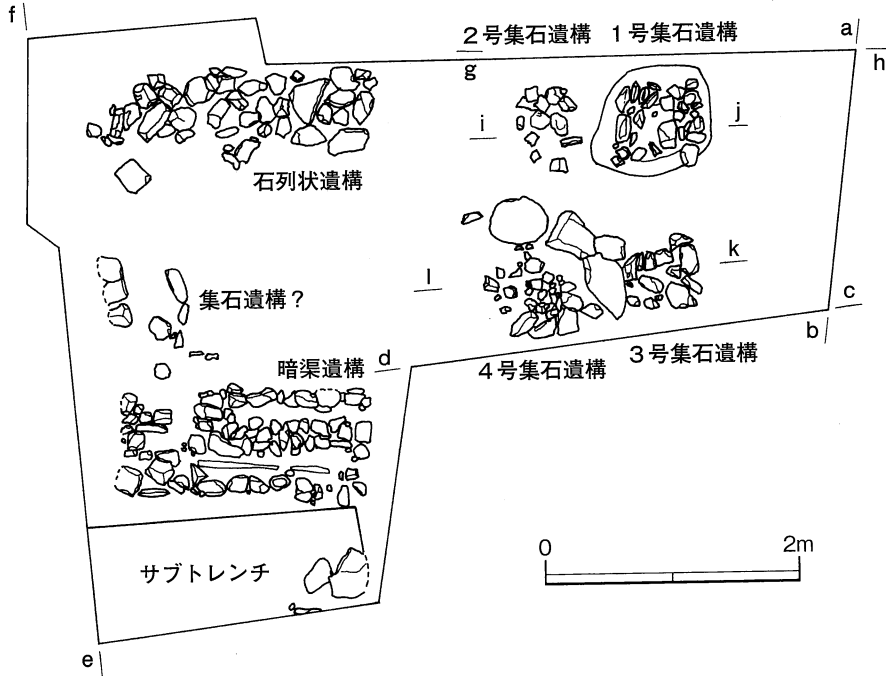 f
2号集石遺構
1号集石遺構
a
g
h
i
j
石列状遺構
k
l
集石遺構？
c
b
暗渠遺構
d
4号集石遺構
3号集石遺構
サブトレンチ
0
2m
e